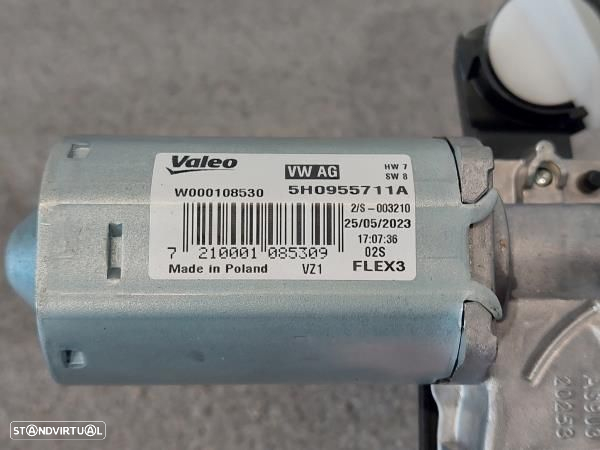 Valeo
VW AG
HW 7
SW 8
W000108530
5H0955711A
2/S-003210
25/05/2023
17:07:36
7 210001 085309
02S
Made in Poland
VZ1
FLEX3
20253
STANDVIRTUAL